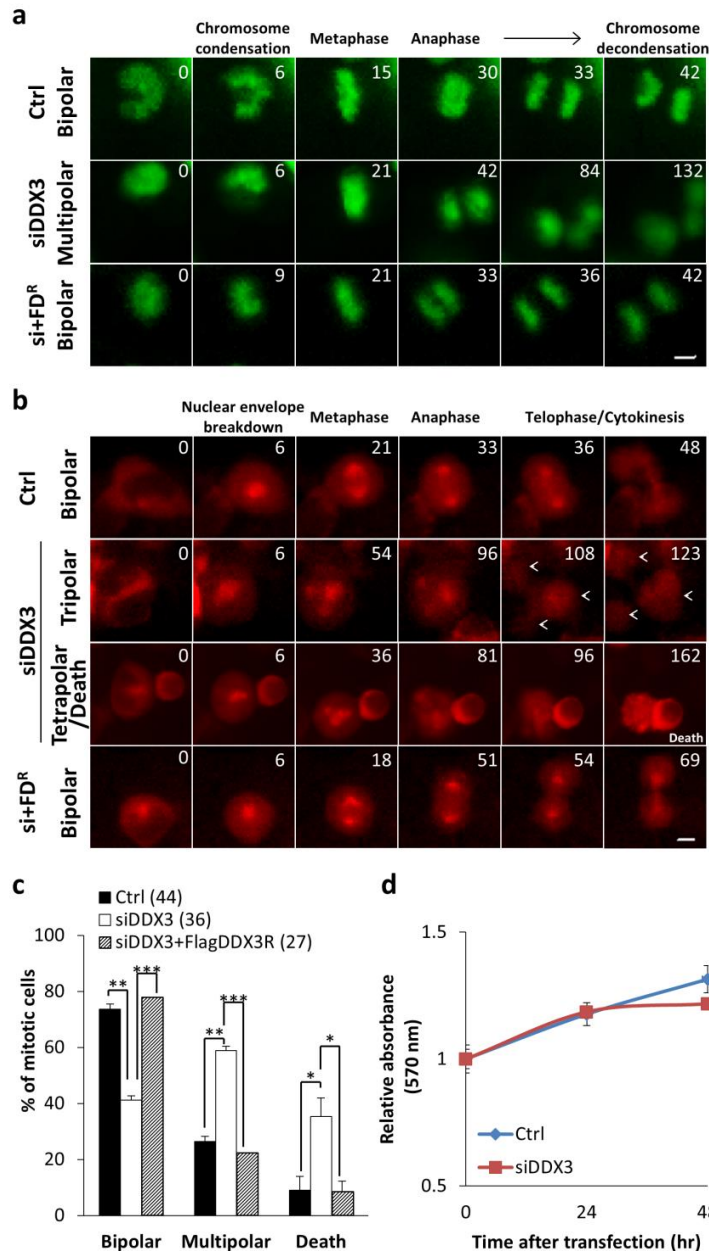 a
Chromosome condensation Metaphase Anaphase Chromosome decondensation
Ctrl Bipolar 0 6 15 30 33 42
siDDX3 Multipolar 0 6 21 42 84 132
si+FDR Bipolar 0 9 21 33 36 42
b
Nuclear envelope breakdown Metaphase Anaphase Telophase/Cytokinesis
Ctrl Bipolar 0 6 21 33 36 48
siDDX3
Tripolar 0 6 54 96 108 123
Tetrapolar /Death 0 6 36 81 96 162
Death
si+FDR Bipolar 0 6 18 51 54 69
c
Ctrl (44)
siDDX3 (36)
siDDX3+FlagDDX3R (27)
% of mitotic cells
100
80
60
40
20
0
** ***
** ***
* *
Bipolar Multipolar Death
d
Relative absorbance
(570 nm)
1.5
1
0.5
Ctrl
siDDX3
0 24 48
Time after transfection (hr)